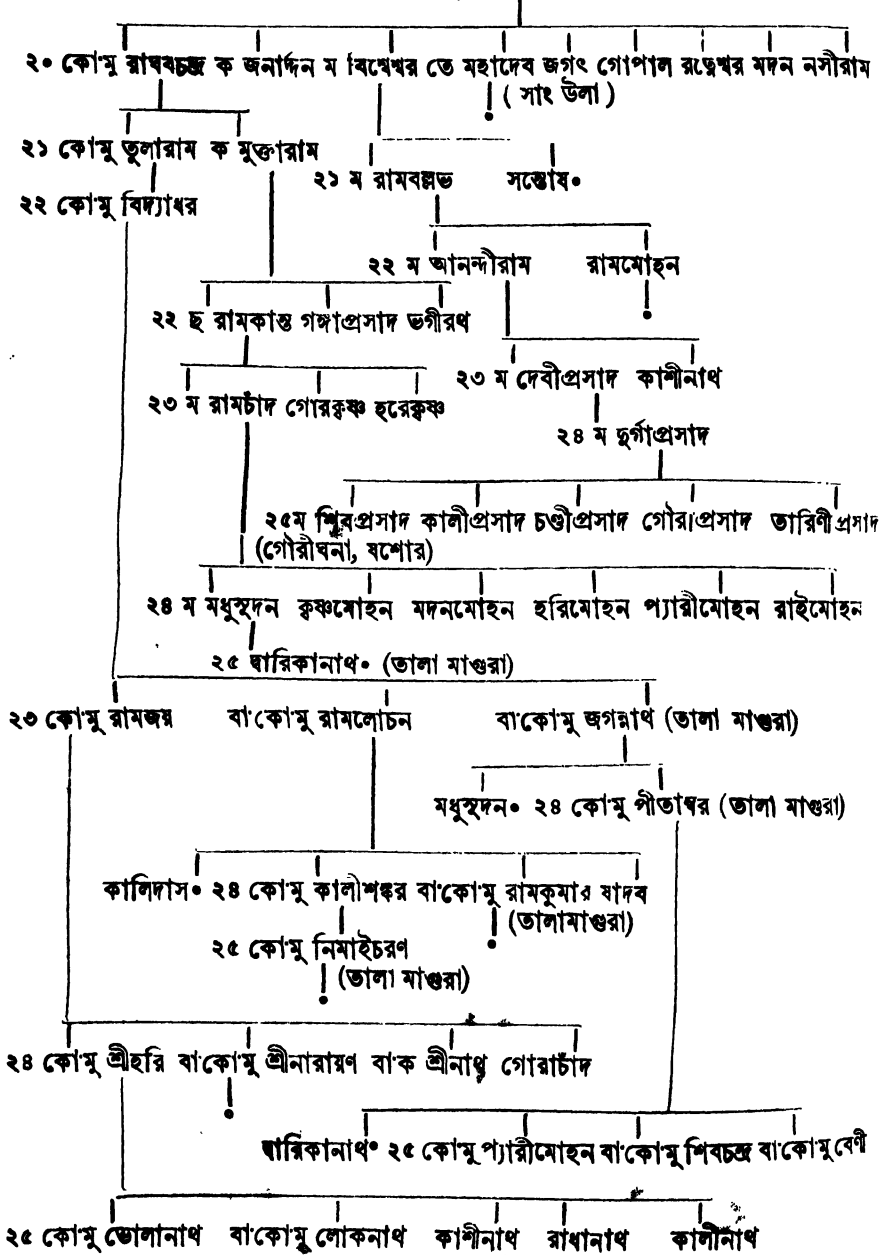 ২০ কো'মু রাঘবচন্দ্র ক জনার্দ্দন ম বিশ্বেশ্বর তে মহাদেব জগৎ গোপাল রত্নেশ্বর মদন নসীরাম
( সাং উলা )
২১ কো'মু তুলারাম ক মুক্তারাম
২১ ম রামবল্লভ সন্তোষ•
২২ কো'মু বিদ্যাধর
২২ ম আনন্দীরাম রামমোহন
২২ ছ রামকান্ত গঙ্গাপ্রসাদ ভগীরথ
২৩ ম দেবীপ্রসাদ কাশীনাথ
২৩ ম রামচাঁদ গোরকৃষ্ণ হরেকৃষ্ণ
২৪ ম দুর্গাপ্রসাদ
২৫ম শিবপ্রসাদ কালীপ্রসাদ চণ্ডীপ্রসাদ গৌরীপ্রসাদ তারিণীপ্রসাদ
(গৌরীঘনা, যশোর)
২৪ ম মধুসূদন কৃষ্ণমোহন মদনমোহন হরিমোহন প্যারীমোহন রাইমোহন
২৫ দ্বারিকানাথ• (তালা মাগুরা)
২৩ কো'মু রামজয় বা'কো'মু রামলোচন বা'কো'মু জগন্নাথ (তালা মাগুরা)
মধুসূদন• ২৪ কো'মু পীতাম্বর (তালা মাগুরা)
কালিদাস• ২৪ কো'মু কালীশঙ্কর বা'কো'মু রামকুমার যাদব
(তালামাগুরা)
২৫ কো'মু নিমাইচরণ
(তালা মাগুরা)
২৪ কো'মু শ্রীহরি বা'কো'মু শ্রীনারায়ণ বা'ক শ্রীনাথ গোরাচাঁদ
দ্বারিকানাথ• ২৫ কো'মু প্যারীমোহন বা'কো'মু শিবচন্দ্র বা'কো'মু বেণী
২৫ কো'মু ভোলানাথ বা'কো'মু লোকনাথ কাশীনাথ রাধানাথ কালীনাথ